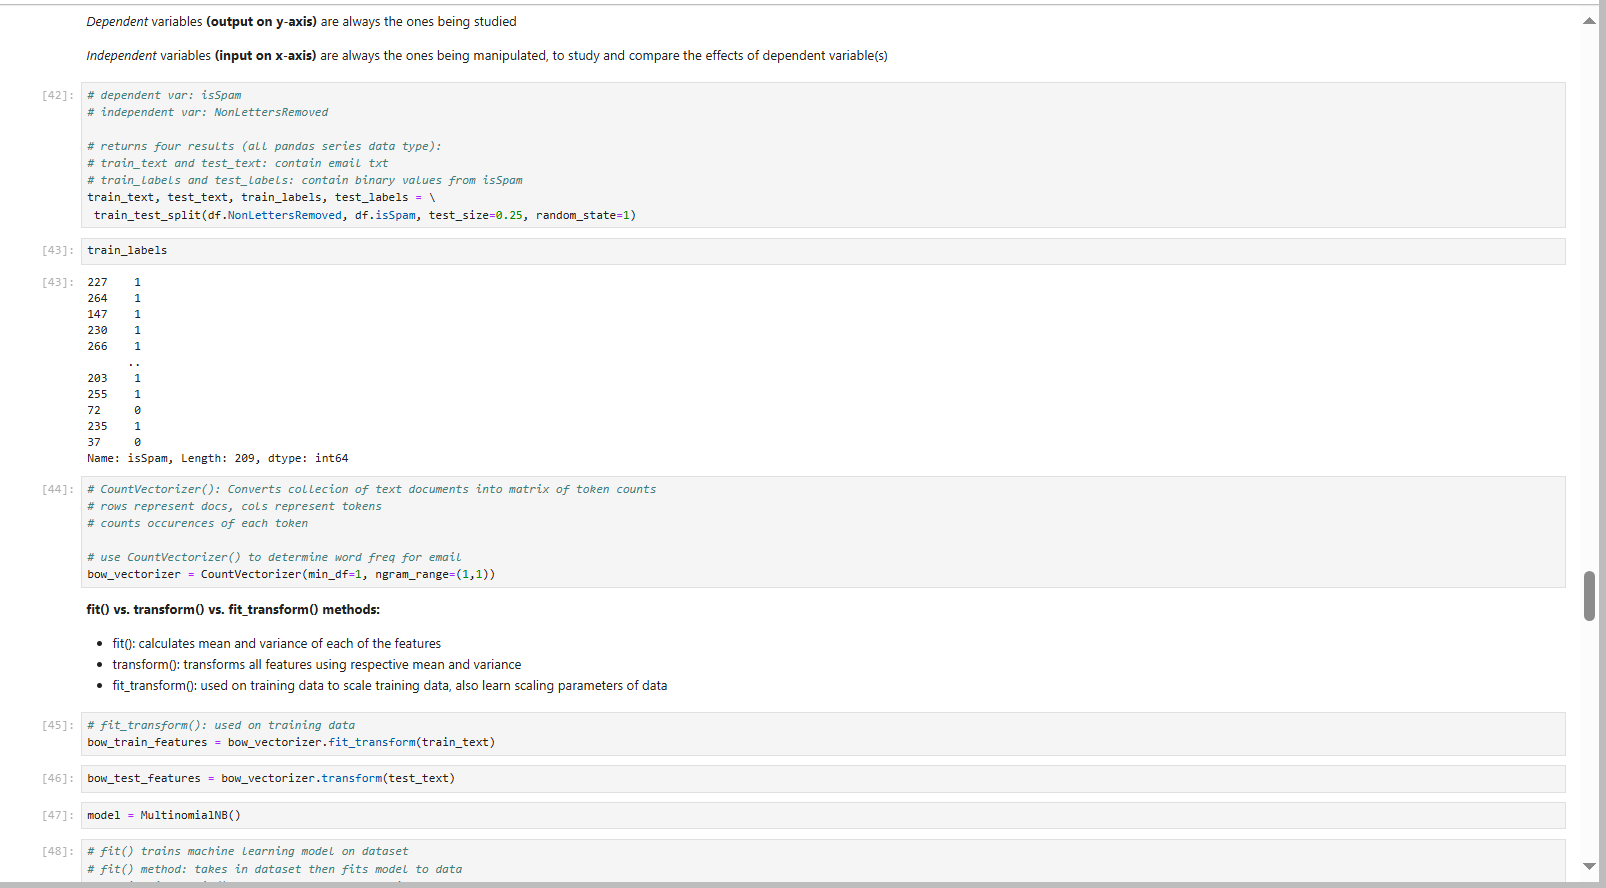 Dependent variables (output on y-axis) are always the ones being studied
Independent variables (input on x-axis) are always the ones being manipulated, to study and compare the effects of dependent variable(s)
[42]: # dependent var: isSpam
# independent var: NonLettersRemoved
# returns four results (all pandas series data type):
# train_text and test_text: contain email txt
# train_labels and test_labels: contain binary values from isSpam
train_text, test_text, train_labels, test_labels = \
train_test_split(df.NonLettersRemoved, df.isSpam, test_size=0.25, random_state=1)
[43]: train_labels
[43]: 227 1
264 1
147 1
230 1
266 1
..
203 1
255 1
72 0
235 1
37 0
Name: isSpam, Length: 209, dtype: int64
[44]: # CountVectorizer(): Converts collecion of text documents into matrix of token counts
# rows represent docs, cols represent tokens
# counts occurences of each token
# use CountVectorizer() to determine word freq for email
bow_vectorizer = CountVectorizer(min_df=1, ngram_range=(1,1))
fit() vs. transform() vs. fit_transform() methods:
• fit(): calculates mean and variance of each of the features
• transform(): transforms all features using respective mean and variance
• fit_transform(): used on training data to scale training data, also learn scaling parameters of data
[45]: # fit_transform(): used on training data
bow_train_features = bow_vectorizer.fit_transform(train_text)
[46]: bow_test_features = bow_vectorizer.transform(test_text)
[47]: model = MultinomialNB()
[48]: # fit() trains machine learning model on dataset
# fit() method: takes in dataset then fits model to data